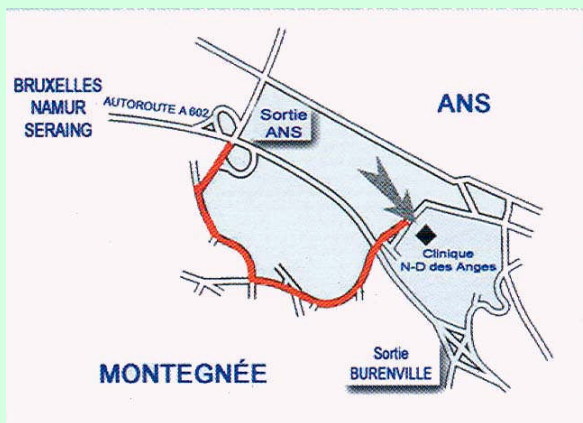 BRUXELLES
NAMUR
SERAING
AUTOROUTE A 602
Sortie
ANS
ANS
Clinique
N-D des Anges
MONTEGNÉE
Sortie
BURENVILLE